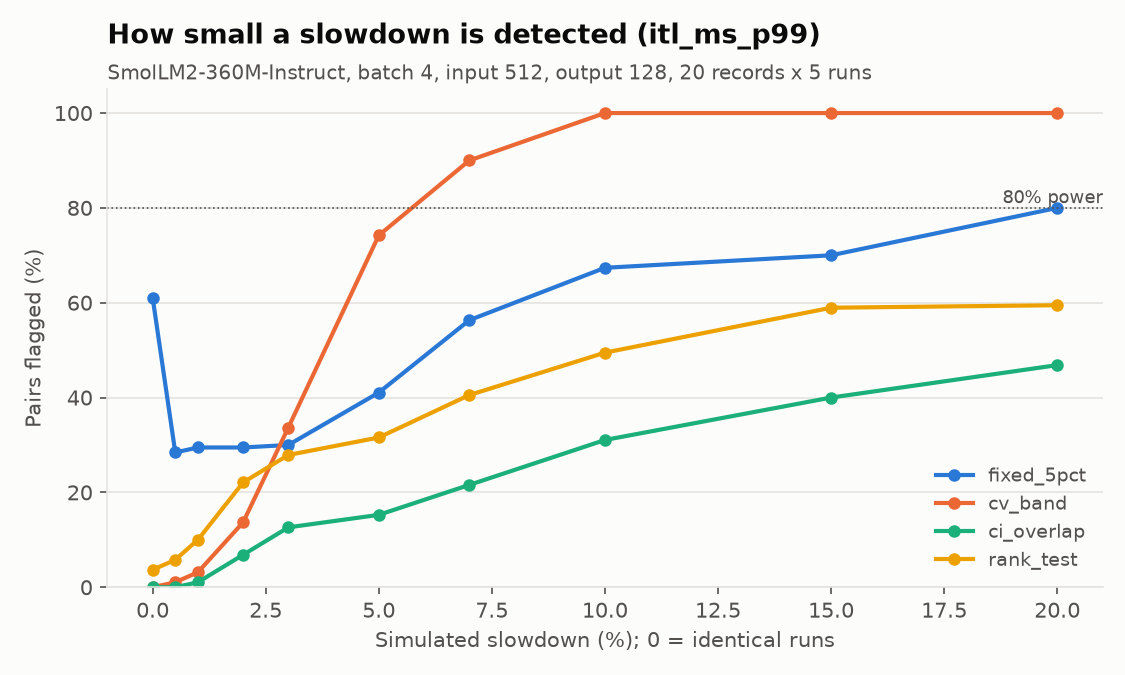 How small a slowdown is detected (itl_ms_p99)
SmolLM2-360M-Instruct, batch 4, input 512, output 128, 20 records x 5 runs
Pairs flagged (%)
100
80
60
40
20
0
80% power
fixed_5pct
cv_band
ci_overlap
rank_test
0.0 2.5 5.0 7.5 10.0 12.5 15.0 17.5 20.0
Simulated slowdown (%); 0 = identical runs